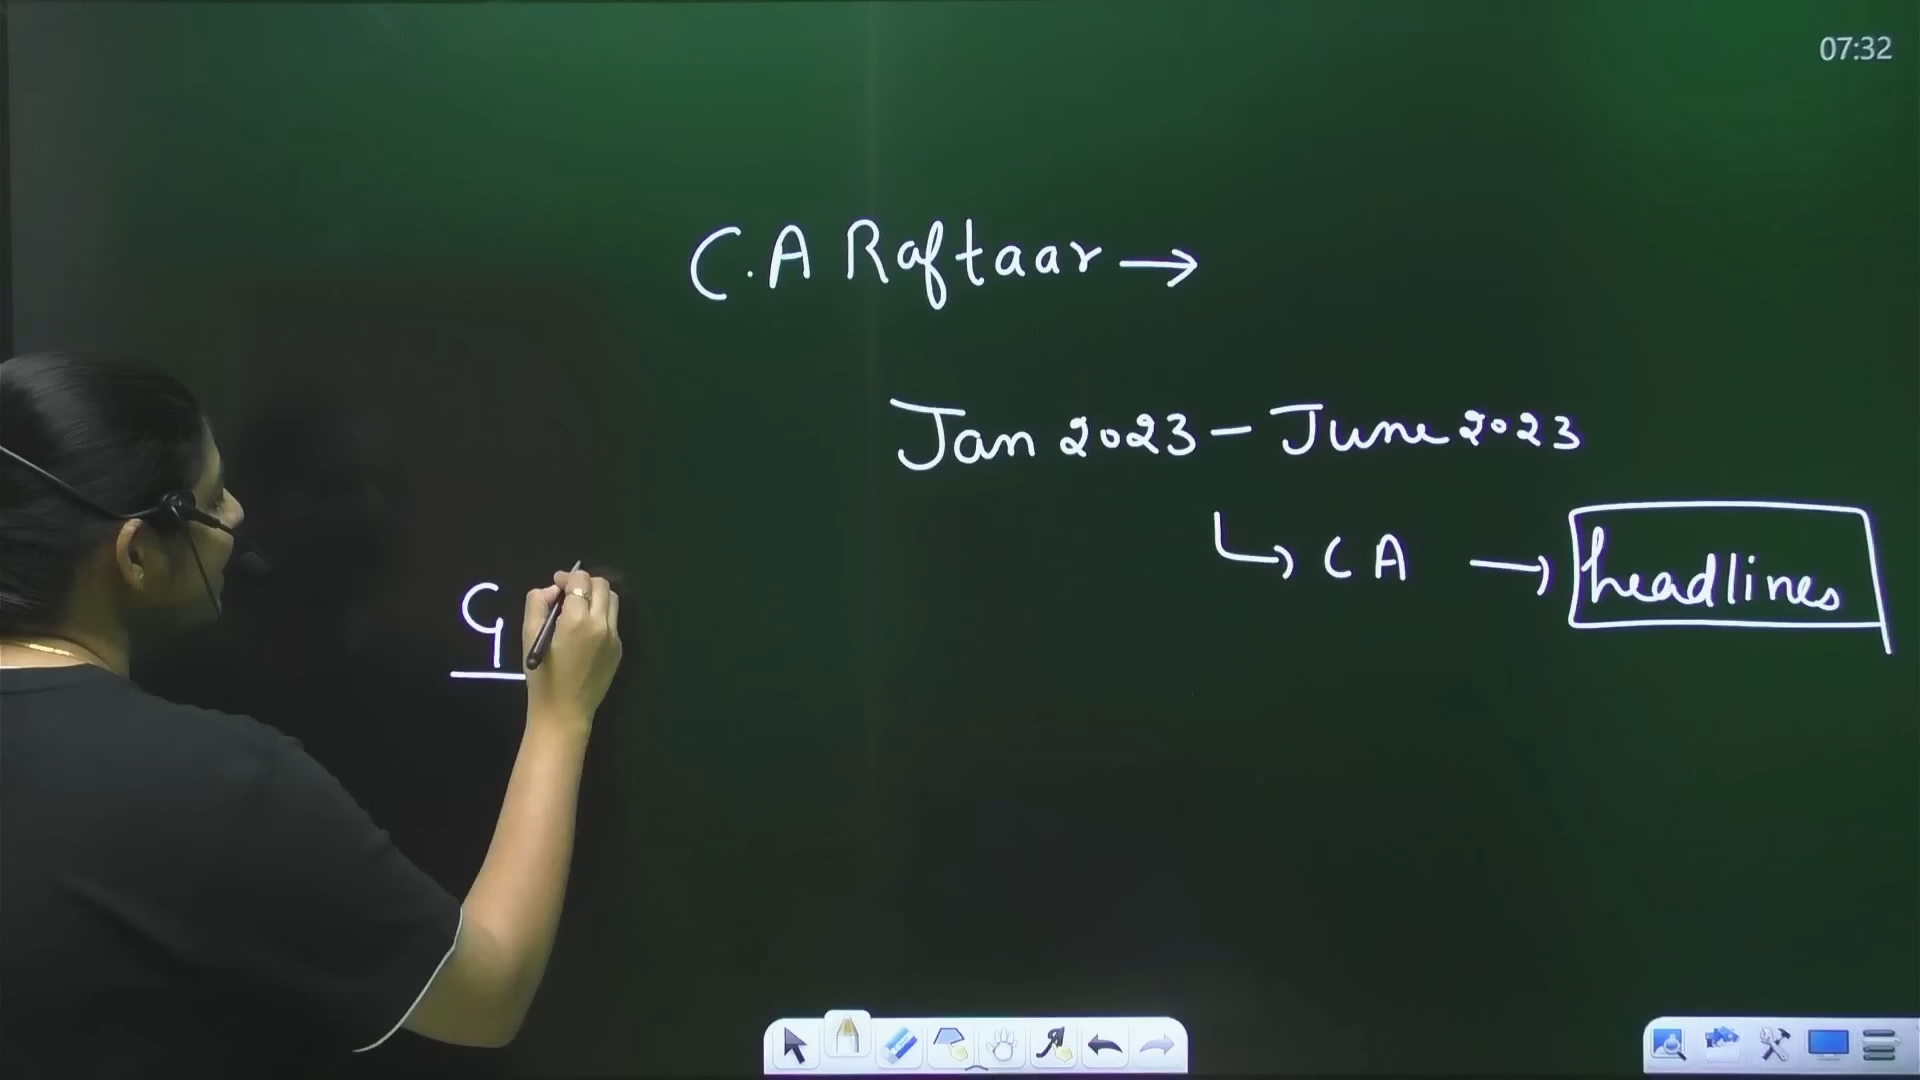 07:32
C.A Raftaar →
Jan 2023 - June 2023
↳ CA → headlines
G